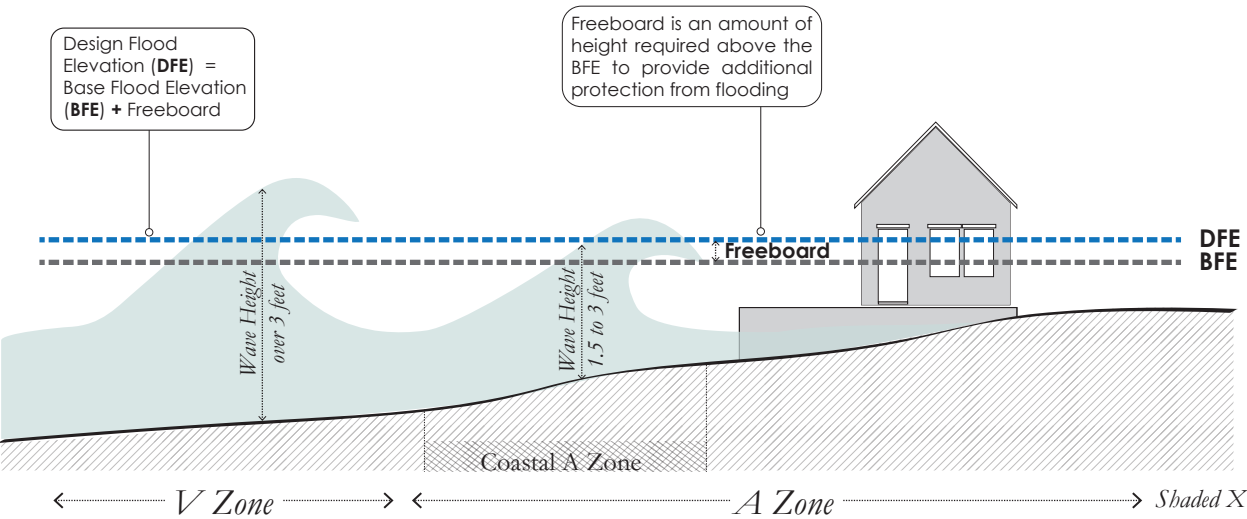 Design Flood
Elevation (DFE) =
Base Flood Elevation
(BFE) + Freeboard
Freeboard is an amount of
height required above the
BFE to provide additional
protection from flooding
DFE
Freeboard
BFE
Wave Height
over 3 feet
Wave Height
1.5 to 3 feet
Coastal A Zone
V Zone
A Zone
Shaded X